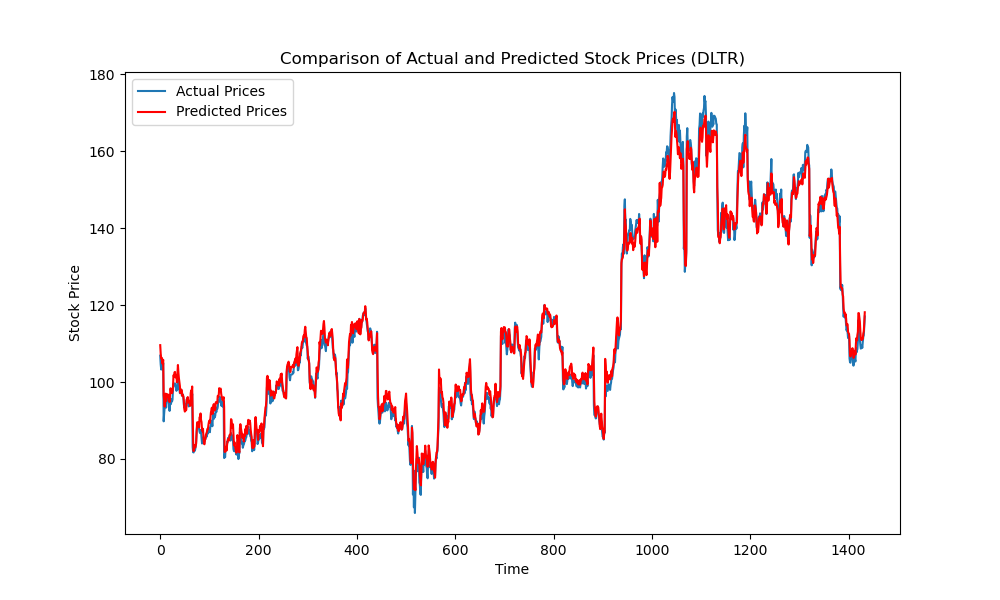 Comparison of Actual and Predicted Stock Prices (DLTR)
Actual Prices
Predicted Prices
Stock Price
180
160
140
120
100
80
0 200 400 600 800 1000 1200 1400
Time